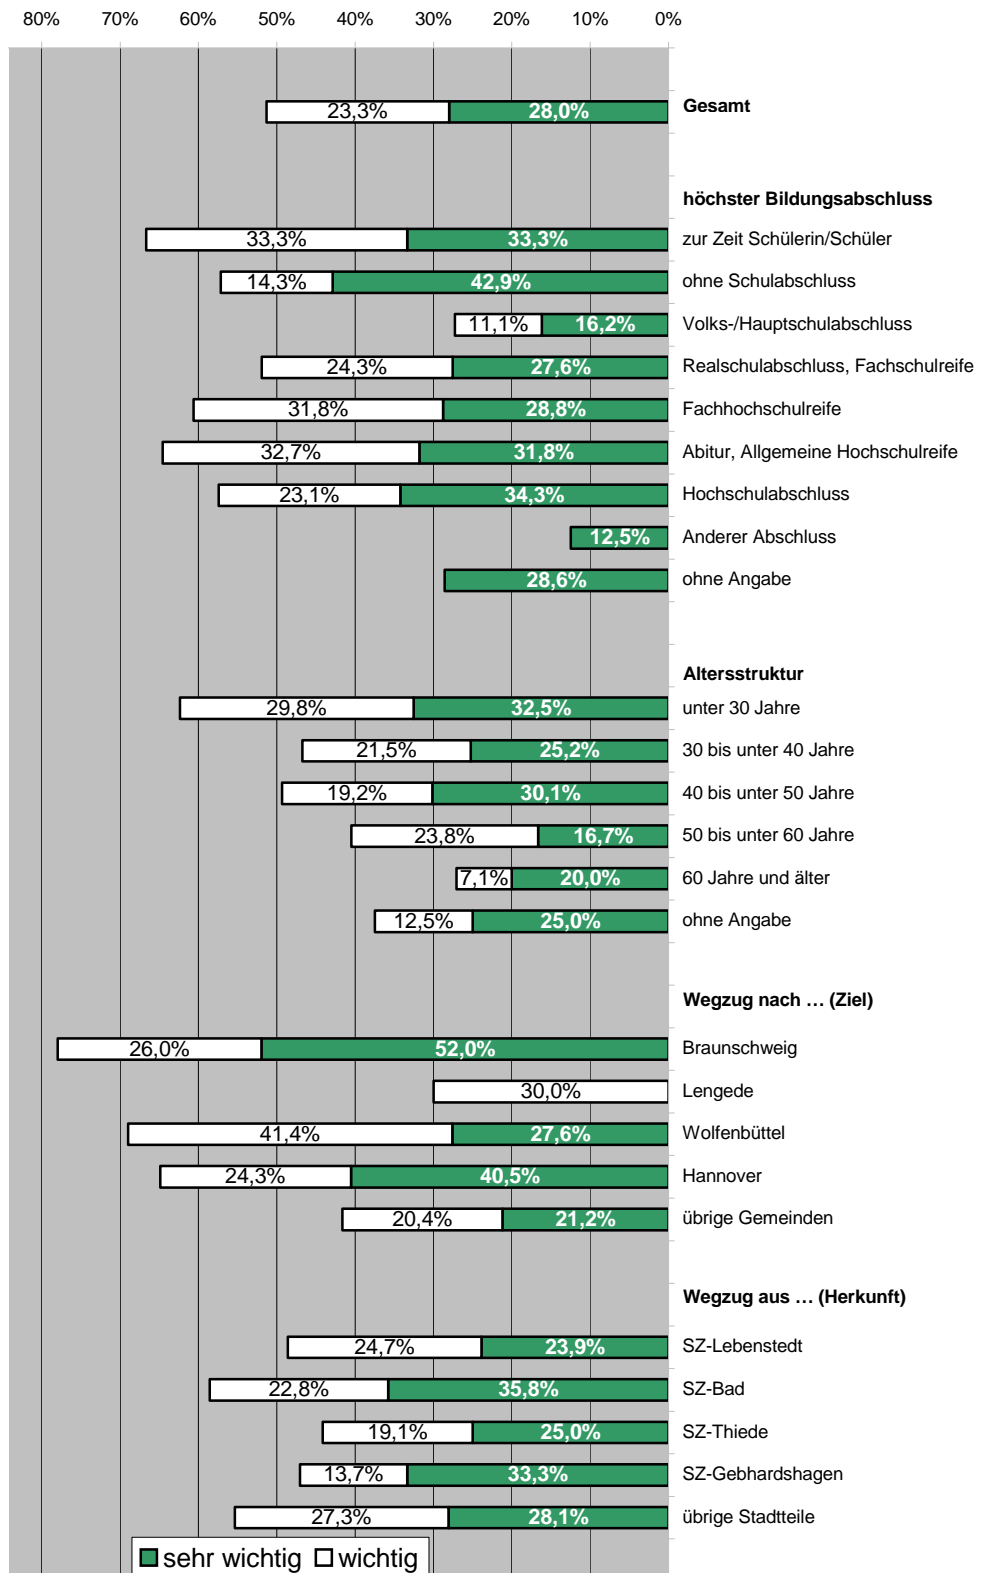 80% 70% 60% 50% 40% 30% 20% 10% 0%
23,3% 28,0% Gesamt
höchster Bildungsabschluss
33,3% 33,3% zur Zeit Schülerin/Schüler
14,3% 42,9% ohne Schulabschluss
11,1% 16,2% Volks-/Hauptschulabschluss
24,3% 27,6% Realschulabschluss, Fachschulreife
31,8% 28,8% Fachhochschulreife
32,7% 31,8% Abitur, Allgemeine Hochschulreife
23,1% 34,3% Hochschulabschluss
12,5% Anderer Abschluss
28,6% ohne Angabe
Altersstruktur
29,8% 32,5% unter 30 Jahre
21,5% 25,2% 30 bis unter 40 Jahre
19,2% 30,1% 40 bis unter 50 Jahre
23,8% 16,7% 50 bis unter 60 Jahre
7,1% 20,0% 60 Jahre und älter
12,5% 25,0% ohne Angabe
Wegzug nach … (Ziel)
26,0% 52,0% Braunschweig
30,0% Lengede
41,4% 27,6% Wolfenbüttel
24,3% 40,5% Hannover
20,4% 21,2% übrige Gemeinden
Wegzug aus … (Herkunft)
24,7% 23,9% SZ-Lebenstedt
22,8% 35,8% SZ-Bad
19,1% 25,0% SZ-Thiede
13,7% 33,3% SZ-Gebhardshagen
27,3% 28,1% übrige Stadtteile
sehr wichtig wichtig